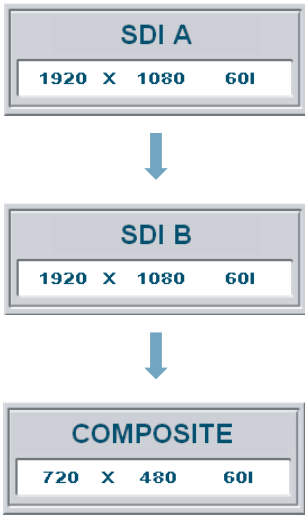 SDI A
1920 X 1080 60I
SDI B
1920 X 1080 60I
COMPOSITE
720 X 480 60I